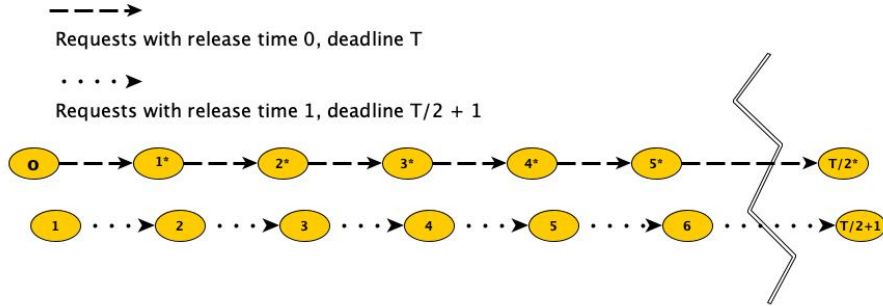 Requests with release time 0, deadline T
Requests with release time 1, deadline T/2 + 1
o 1* 2* 3* 4* 5* T/2*
1 2 3 4 5 6 T/2+1